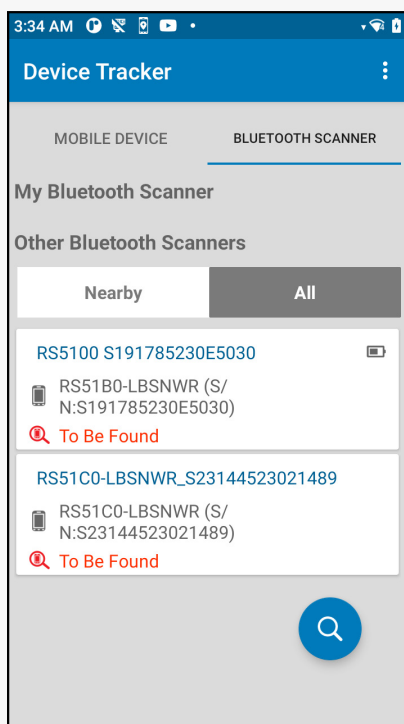 3:34 AM
Device Tracker
MOBILE DEVICE
BLUETOOTH SCANNER
My Bluetooth Scanner
Other Bluetooth Scanners
Nearby
All
RS5100 S191785230E5030
RS51B0-LBSNWR (S/
N:S191785230E5030)
To Be Found
RS51C0-LBSNWR_S23144523021489
RS51C0-LBSNWR (S/
N:S23144523021489)
To Be Found